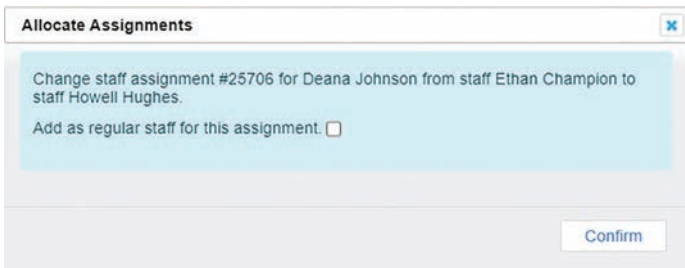 Allocate Assignments
Change staff assignment #25706 for Deana Johnson from staff Ethan Champion to
staff Howell Hughes.
Add as regular staff for this assignment.
Confirm